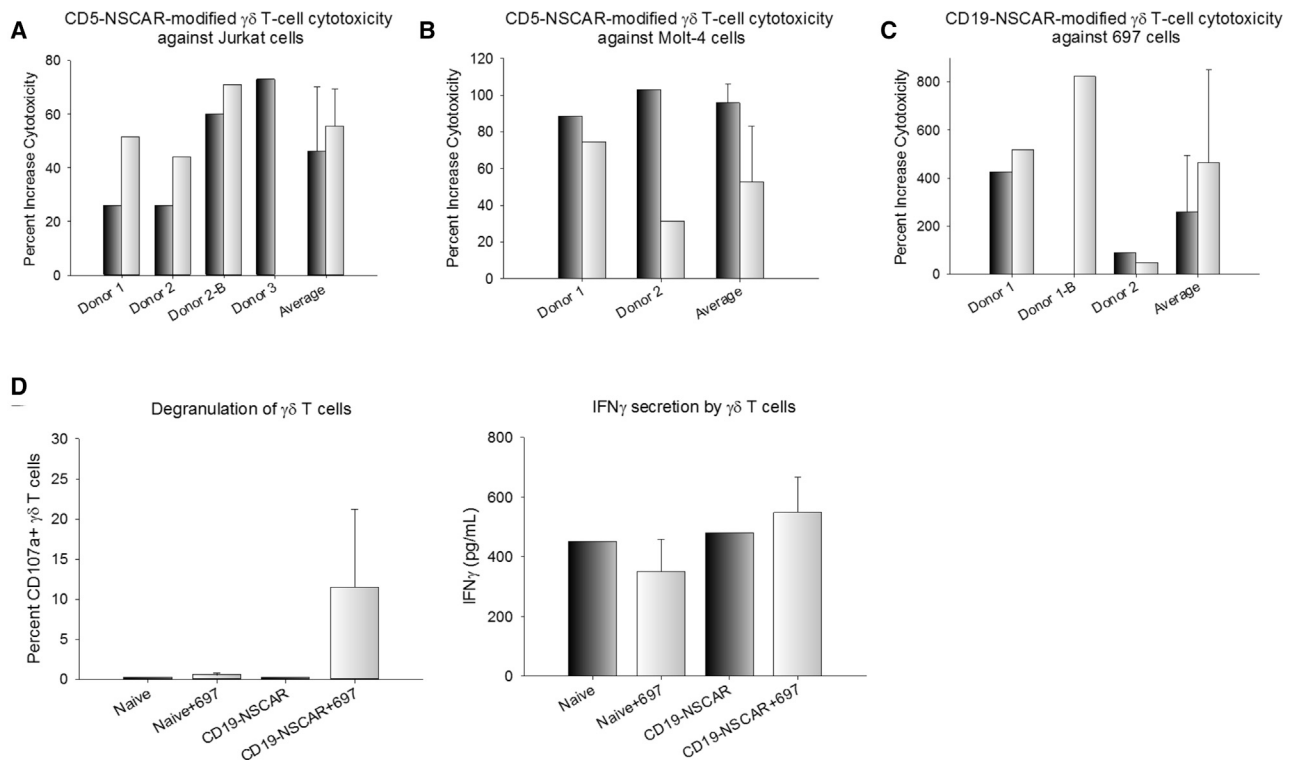 A
CD5-NSCAR-modified γδ T-cell cytotoxicity
against Jurkat cells
Percent Increase Cytotoxicity
80
60
40
20
0
Donor 1
Donor 2
Donor 2-B
Donor 3
Average
B
CD5-NSCAR-modified γδ T-cell cytotoxicity
against Molt-4 cells
Percent Increase Cytotoxicity
120
100
80
60
40
20
0
Donor 1
Donor 2
Average
C
CD19-NSCAR-modified γδ T-cell cytotoxicity
against 697 cells
Percent Increase Cytotoxicity
800
600
400
200
0
Donor 1
Donor 1-B
Donor 2
Average
D
Degranulation of γδ T cells
Percent CD107a+ γδ T cells
30
25
20
15
10
5
0
Naive
Naive+697
CD19-NSCAR
CD19-NSCAR+697
IFNγ secretion by γδ T cells
IFNγ (pg/mL)
800
600
400
200
0
Naive
Naive+697
CD19-NSCAR
CD19-NSCAR+697